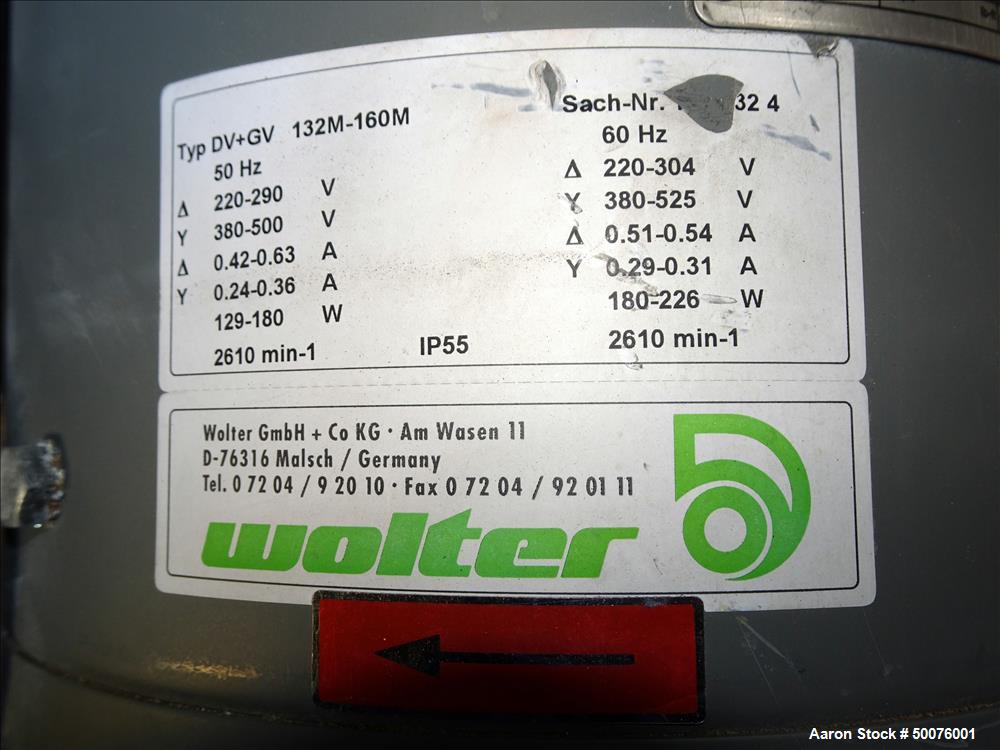 Typ DV+GV 132M-160M
50 Hz
Δ 220-290 V
Y 380-500 V
Δ 0.42-0.63 A
Y 0.24-0.36 A
129-180 W
2610 min-1
IP55
Sach-Nr. 32 4
60 Hz
Δ 220-304 V
Y 380-525 V
Δ 0.51-0.54 A
Y 0.29-0.31 A
180-226 W
2610 min-1
Wolter GmbH + Co KG · Am Wasen 11
D-76316 Malsch / Germany
Tel. 0 72 04 / 9 20 10 · Fax 0 72 04 / 92 01 11
wolter
Aaron Stock # 50076001